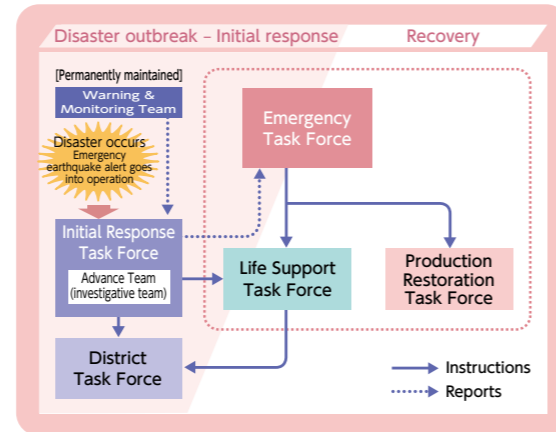 Disaster outbreak – Initial response
Recovery
[Permanently maintained]
Warning &
Monitoring Team
Disaster occurs
Emergency
earthquake alert goes
into operation
Emergency
Task Force
Initial Response
Task Force
Advance Team
(investigative team)
Life Support
Task Force
Production
Restoration
Task Force
District
Task Force
Instructions
Reports